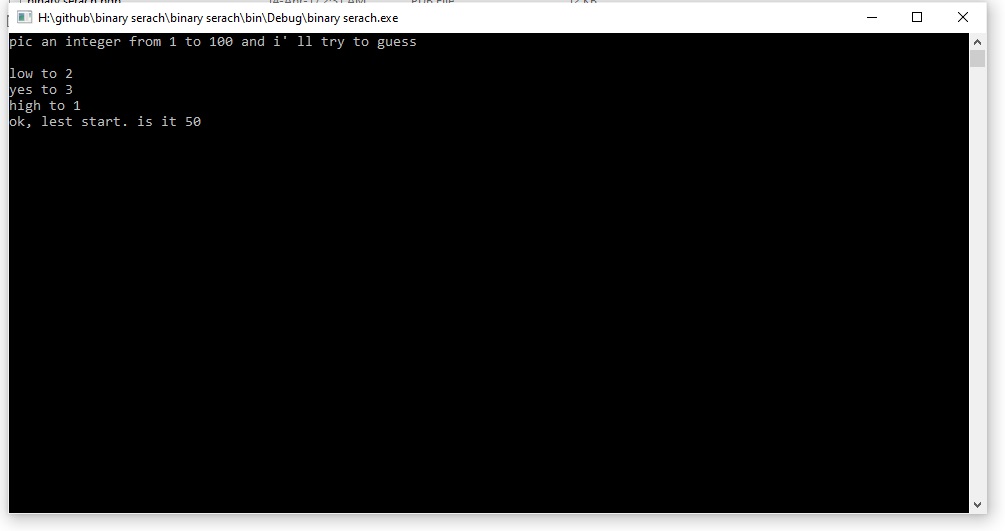 H:\github\binary serach\binary serach\bin\Debug\binary serach.exe
pic an integer from 1 to 100 and i' ll try to guess
low to 2
yes to 3
high to 1
ok, lest start. is it 50